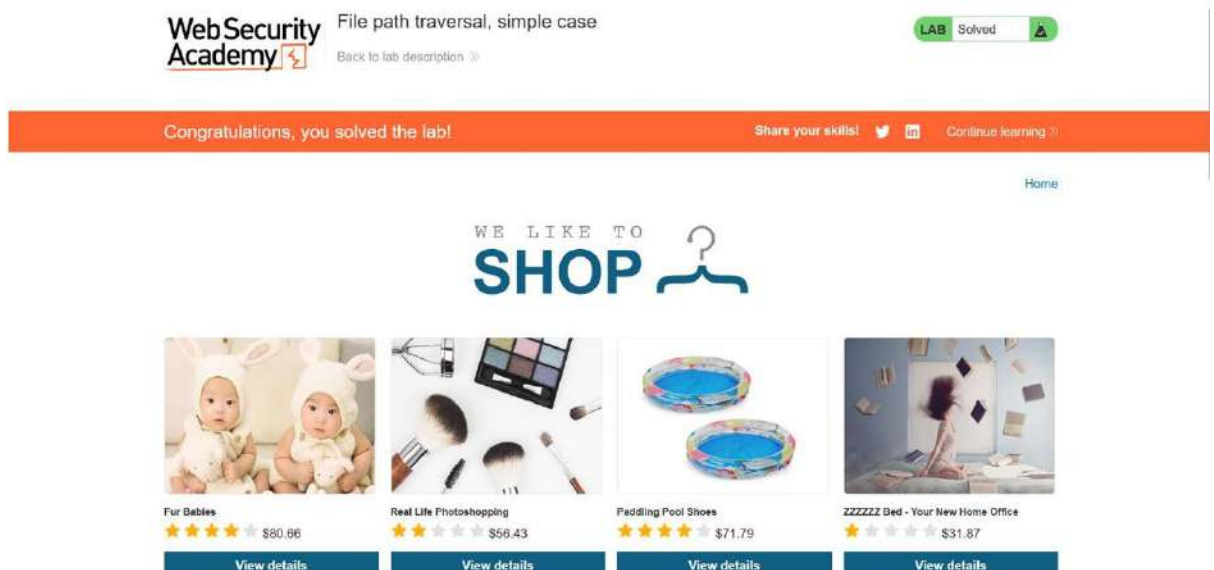 Web Security
Academy
File path traversal, simple case
Back to lab description »
LAB Solved
Congratulations, you solved the lab!
Share your skills!
in
Continue learning »
Home
WE LIKE TO
SHOP
Fur Babies
$80.66
View details
Real Life Photoshopping
$56.43
View details
Paddling Pool Shoes
$71.79
View details
ZZZZZZ Bed - Your New Home Office
$31.87
View details